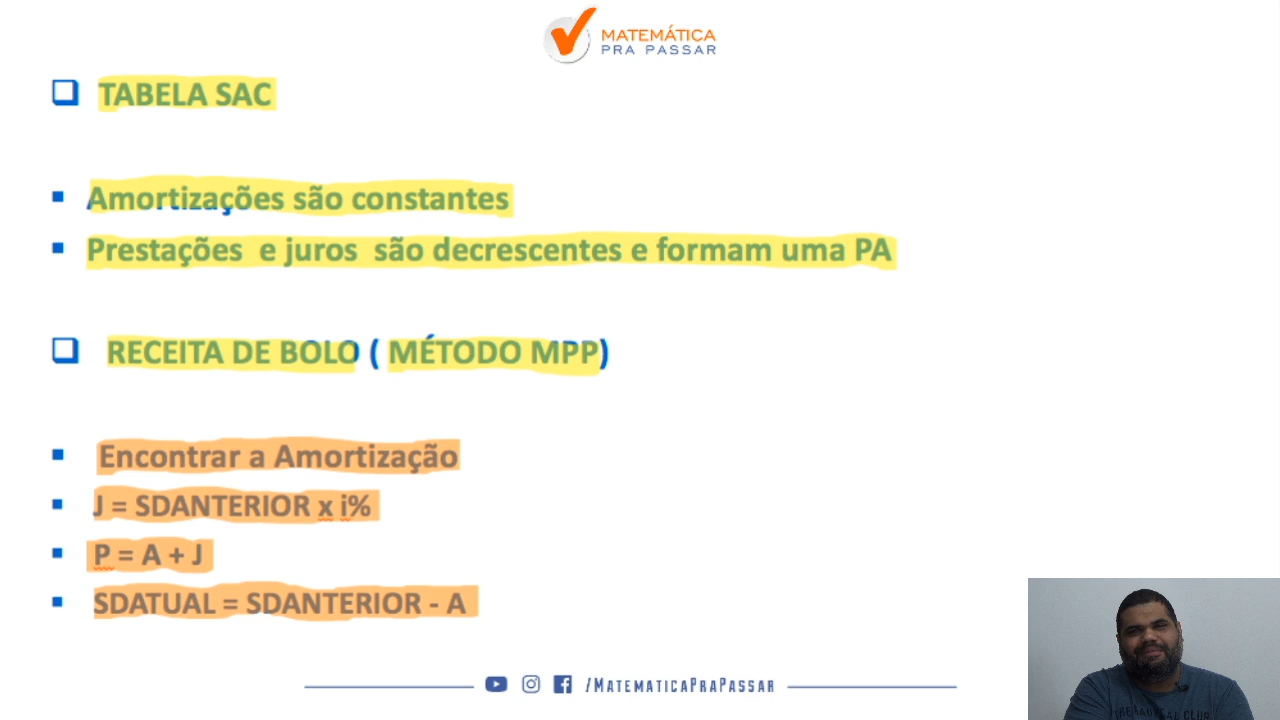 MATEMÁTICA
PRA PASSAR
TABELA SAC
Amortizações são constantes
Prestações e juros são decrescentes e formam uma PA
RECEITA DE BOLO ( MÉTODO MPP)
Encontrar a Amortização
J = SDANTERIOR x i%
P = A + J
SDATUAL = SDANTERIOR - A
/MATEMATICAPRAPASSAR